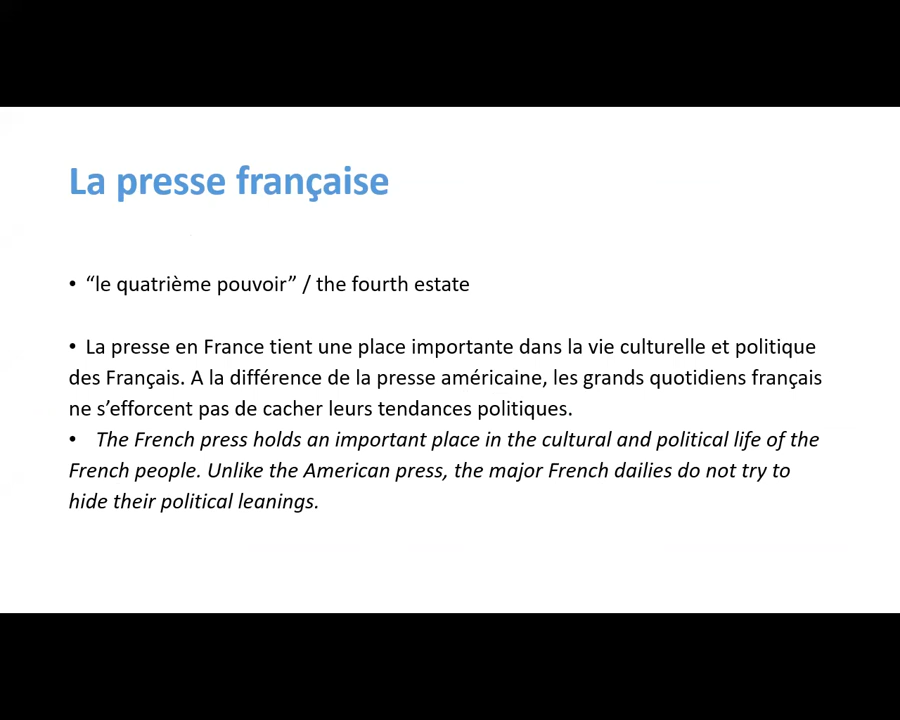 La presse française
• “le quatrième pouvoir” / the fourth estate
• La presse en France tient une place importante dans la vie culturelle et politique
des Français. A la différence de la presse américaine, les grands quotidiens français
ne s’efforcent pas de cacher leurs tendances politiques.
• The French press holds an important place in the cultural and political life of the
French people. Unlike the American press, the major French dailies do not try to
hide their political leanings.